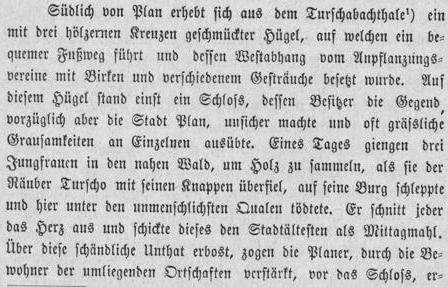 Südlich von Plan erhebt sich aus dem Turschabachthale¹) ein
mit drei hölzernen Kreuzen geschmückter Hügel, auf welchen ein be-
quemer Fußweg führt und dessen Westabhang vom Anpflanzungs-
vereine mit Birken und verschiedenem Gesträuche besetzt wurde. Auf
diesem Hügel stand einst ein Schloss, dessen Besitzer die Gegend,
vorzüglich aber die Stadt Plan, unsicher machte und oft grässliche
Grausamkeiten an Einzelnen ausübte. Eines Tages giengen drei
Jungfrauen in den nahen Wald, um Holz zu sammeln, als sie der
Räuber Turscho mit seinen Knappen überfiel, auf seine Burg schleppte
und hier unter den unmenschlichsten Qualen tödtete. Er schnitt jeder
das Herz aus und schickte dieses den Stadtältesten als Mittagmahl.
Über diese schändliche Unthat erbost, zogen die Planer, durch die Be-
wohner der umliegenden Ortschaften verstärkt, vor das Schloss, er-